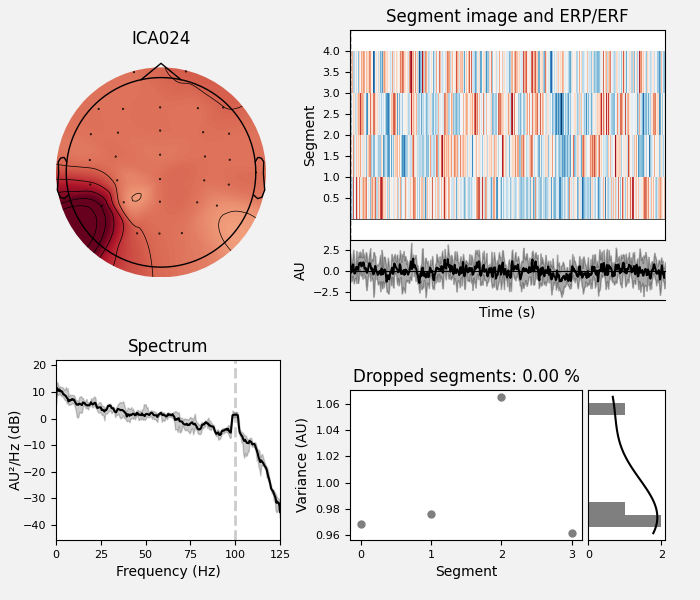 ICA024
Segment image and ERP/ERF
Segment
4.0
3.5
3.0
2.5
2.0
1.5
1.0
0.5
AU
2.5
0.0
−2.5
Time (s)
Spectrum
AU²/Hz (dB)
20
10
0
−10
−20
−30
−40
0 25 50 75 100 125
Frequency (Hz)
Dropped segments: 0.00 %
Variance (AU)
1.06
1.04
1.02
1.00
0.98
0.96
0 1 2 3
Segment
0 2